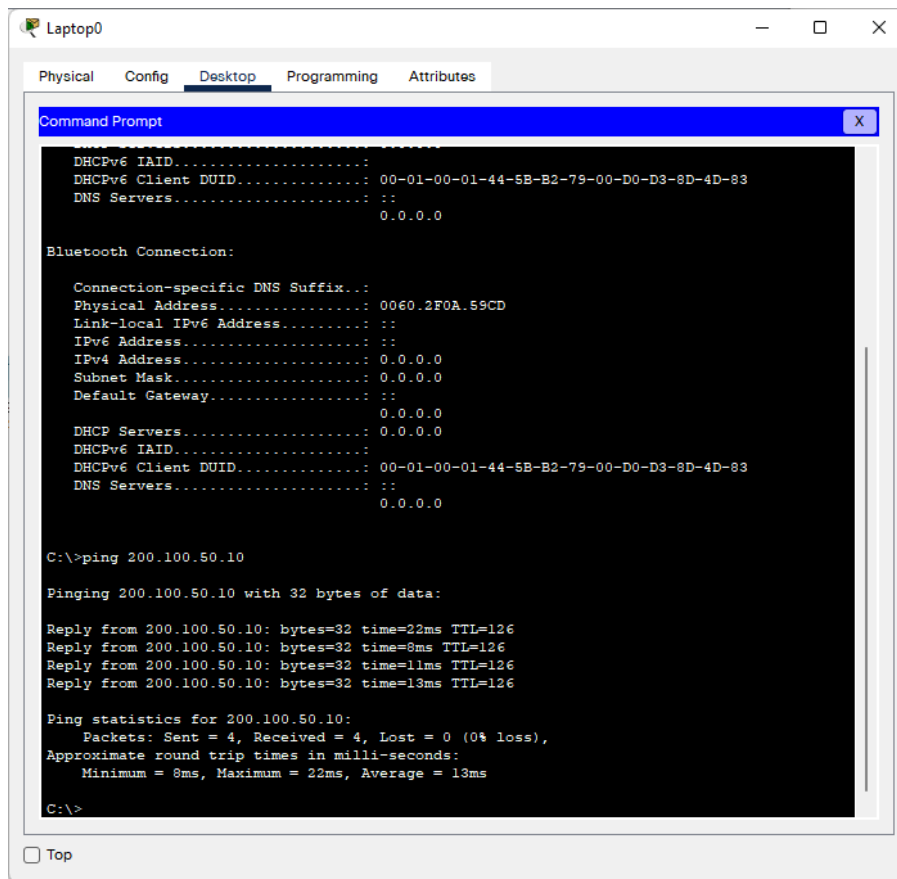 Laptop0
Physical Config Desktop Programming Attributes
Command Prompt X
DHCPv6 IAID.....................:
DHCPv6 Client DUID..............: 00-01-00-01-44-5B-B2-79-00-D0-D3-8D-4D-83
DNS Servers.....................: ::
0.0.0.0
Bluetooth Connection:
Connection-specific DNS Suffix..:
Physical Address................: 0060.2F0A.59CD
Link-local IPv6 Address.........: ::
IPv6 Address....................: ::
IPv4 Address....................: 0.0.0.0
Subnet Mask.....................: 0.0.0.0
Default Gateway.................: ::
0.0.0.0
DHCP Servers....................: 0.0.0.0
DHCPv6 IAID.....................:
DHCPv6 Client DUID..............: 00-01-00-01-44-5B-B2-79-00-D0-D3-8D-4D-83
DNS Servers.....................: ::
0.0.0.0
C:\>ping 200.100.50.10
Pinging 200.100.50.10 with 32 bytes of data:
Reply from 200.100.50.10: bytes=32 time=22ms TTL=126
Reply from 200.100.50.10: bytes=32 time=8ms TTL=126
Reply from 200.100.50.10: bytes=32 time=11ms TTL=126
Reply from 200.100.50.10: bytes=32 time=13ms TTL=126
Ping statistics for 200.100.50.10:
Packets: Sent = 4, Received = 4, Lost = 0 (0% loss),
Approximate round trip times in milli-seconds:
Minimum = 8ms, Maximum = 22ms, Average = 13ms
C:\>
Top